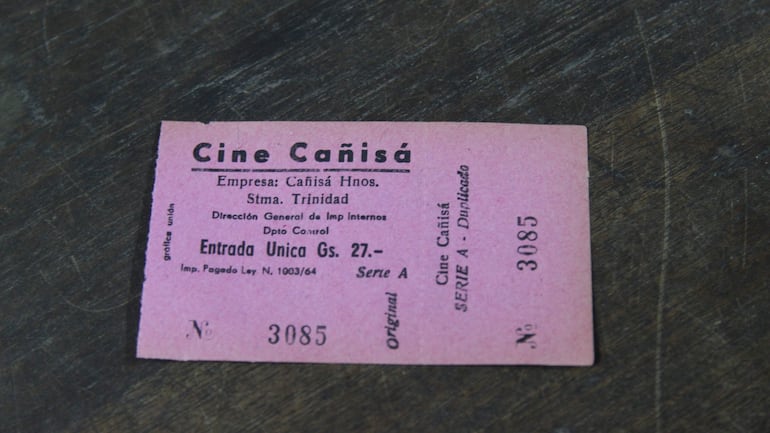 Cine Cañisá
Empresa: Cañisá Hnos.
Stma. Trinidad
Dirección General de Imp Internos
Dpto Control
Entrada Unica Gs. 27.-
Imp. Pagado Ley N. 1003/64 Serie A
Nº 3085
gráfica unión
Original
Cine Cañisá
SERIE A - Duplicado
Nº 3085